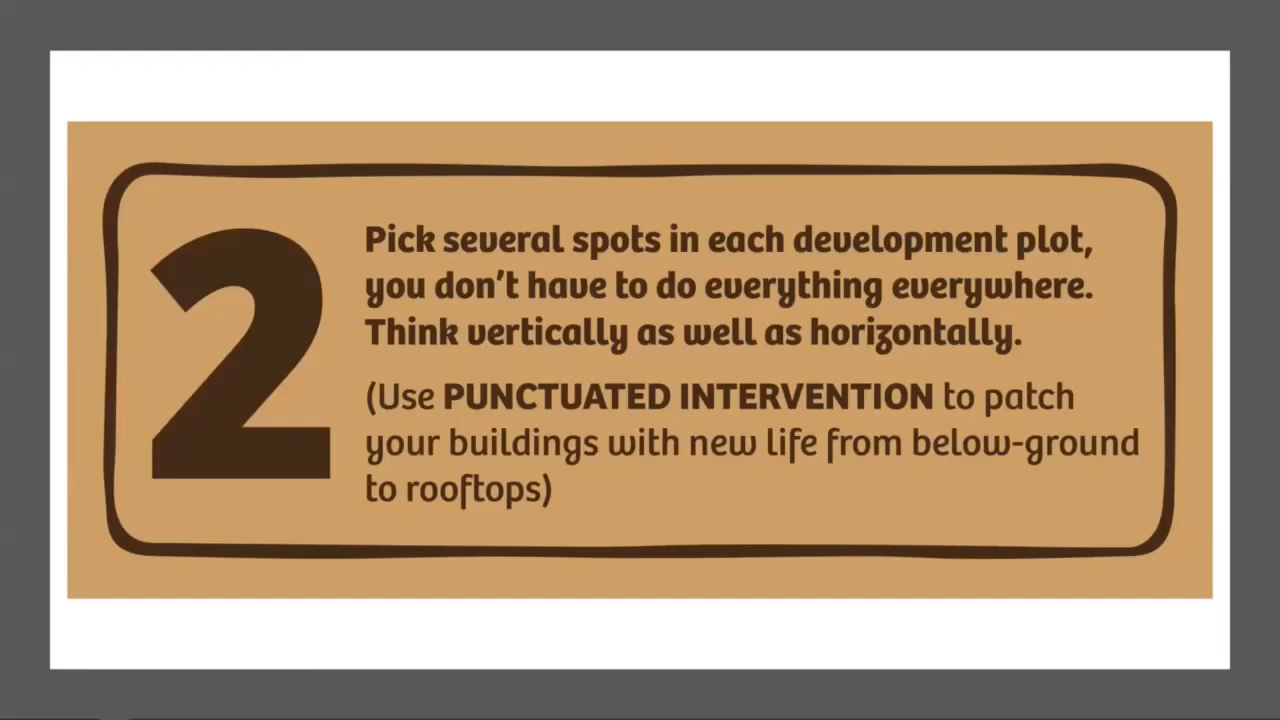 2
Pick several spots in each development plot,
you don't have to do everything everywhere.
Think vertically as well as horizontally.
(Use PUNCTUATED INTERVENTION to patch
your buildings with new life from below-ground
to rooftops)